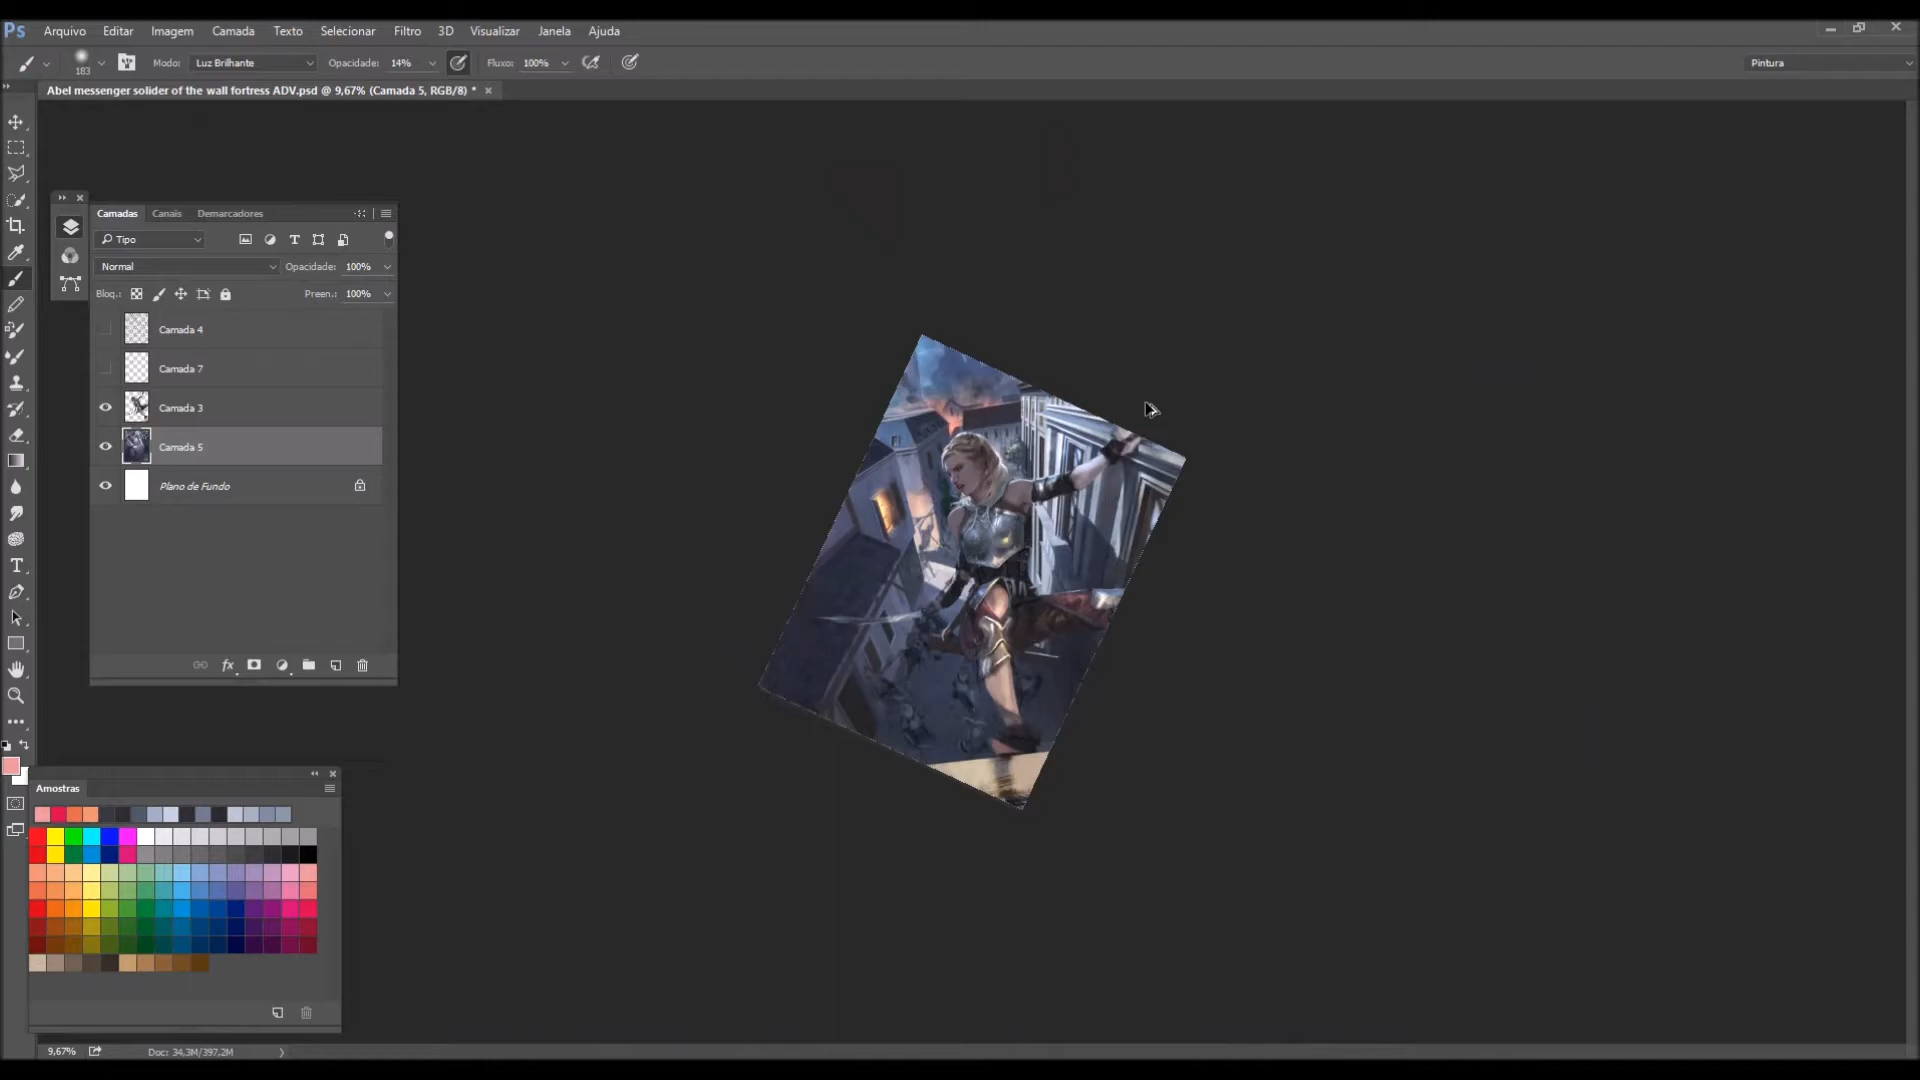 Ps Arquivo Editar Imagem Camada Texto Selecionar Filtro 3D Visualizar Janela Ajuda
183 Modo: Luz Brilhante Opacidade: 14% Fluxo: 100% Pintura
Abel messenger solider of the wall fortress ADV.psd @ 9,67% (Camada 5, RGB/8) *
Camadas Canais Demarcadores
Tipo
Normal Opacidade: 100%
Bloq.: Preen.: 100%
Camada 4
Camada 7
Camada 3
Camada 5
Plano de Fundo
Amostras
9,67% Doc: 34,3M/397,2M